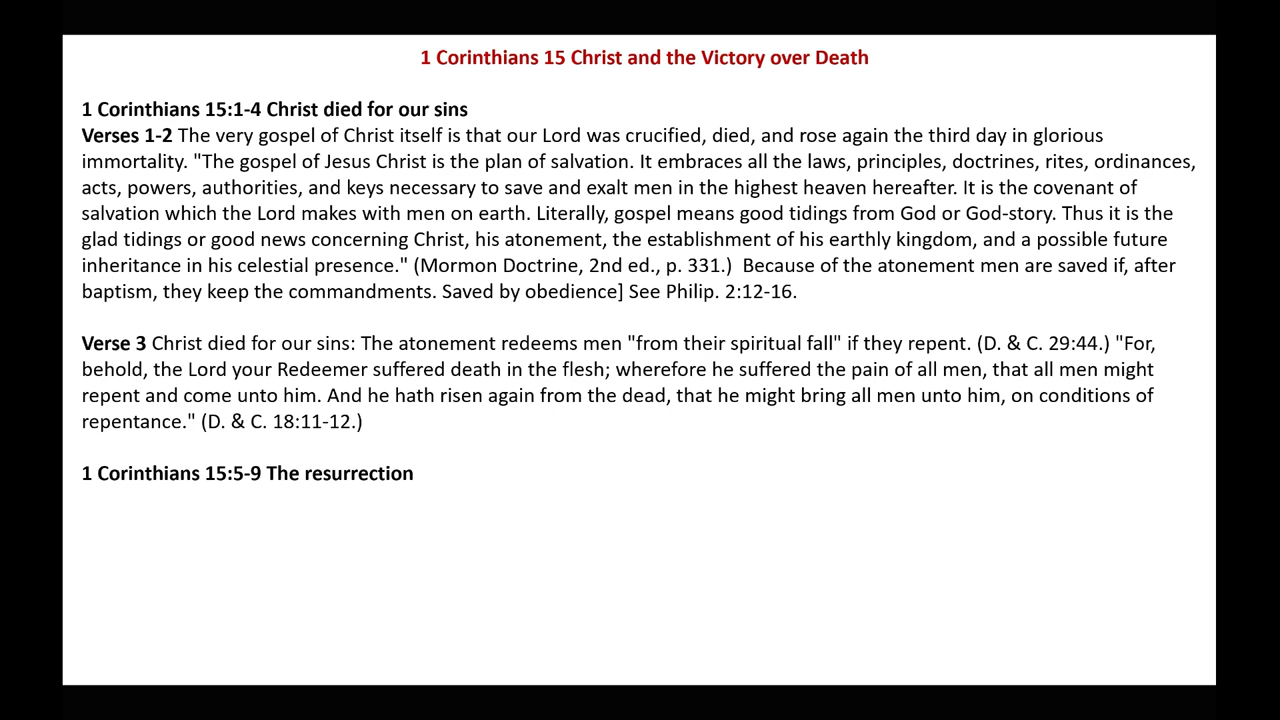 1 Corinthians 15 Christ and the Victory over Death
1 Corinthians 15:1-4 Christ died for our sins
Verses 1-2 The very gospel of Christ itself is that our Lord was crucified, died, and rose again the third day in glorious
immortality. "The gospel of Jesus Christ is the plan of salvation. It embraces all the laws, principles, doctrines, rites, ordinances,
acts, powers, authorities, and keys necessary to save and exalt men in the highest heaven hereafter. It is the covenant of
salvation which the Lord makes with men on earth. Literally, gospel means good tidings from God or God-story. Thus it is the
glad tidings or good news concerning Christ, his atonement, the establishment of his earthly kingdom, and a possible future
inheritance in his celestial presence." (Mormon Doctrine, 2nd ed., p. 331.)  Because of the atonement men are saved if, after
baptism, they keep the commandments. Saved by obedience] See Philip. 2:12-16.
Verse 3 Christ died for our sins: The atonement redeems men "from their spiritual fall" if they repent. (D. & C. 29:44.) "For,
behold, the Lord your Redeemer suffered death in the flesh; wherefore he suffered the pain of all men, that all men might
repent and come unto him. And he hath risen again from the dead, that he might bring all men unto him, on conditions of
repentance." (D. & C. 18:11-12.)
1 Corinthians 15:5-9 The resurrection